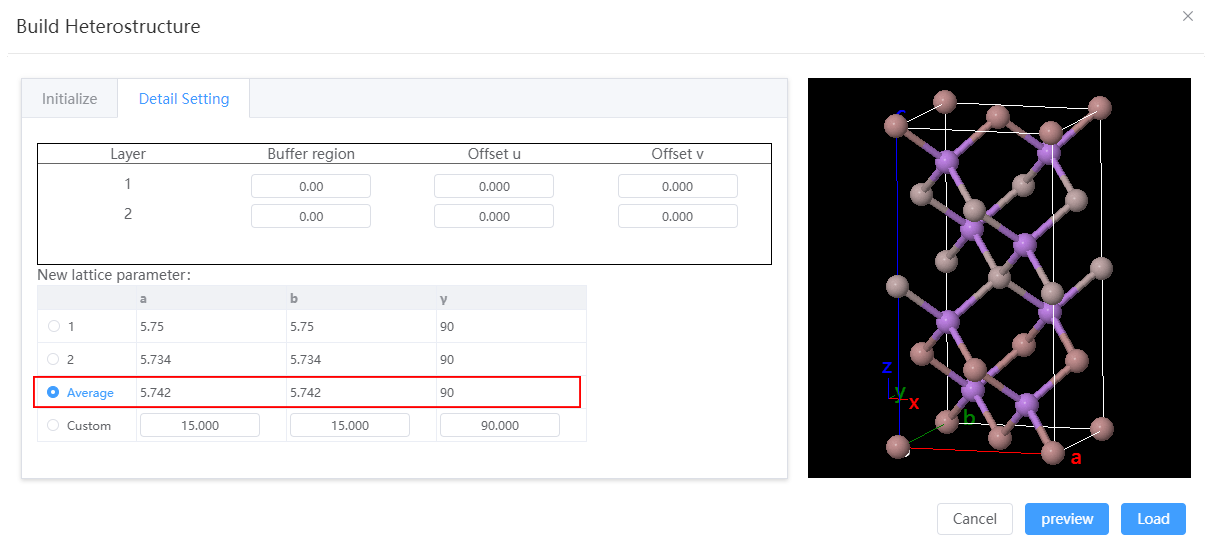 Build Heterostructure
Initialize
Detail Setting
Layer Buffer region Offset u Offset v
1 0.00 0.000 0.000
2 0.00 0.000 0.000
New lattice parameter:
a b y
1 5.75 5.75 90
2 5.734 5.734 90
Average 5.742 5.742 90
Custom 15.000 15.000 90.000
z
y
x
b
a
Cancel preview Load